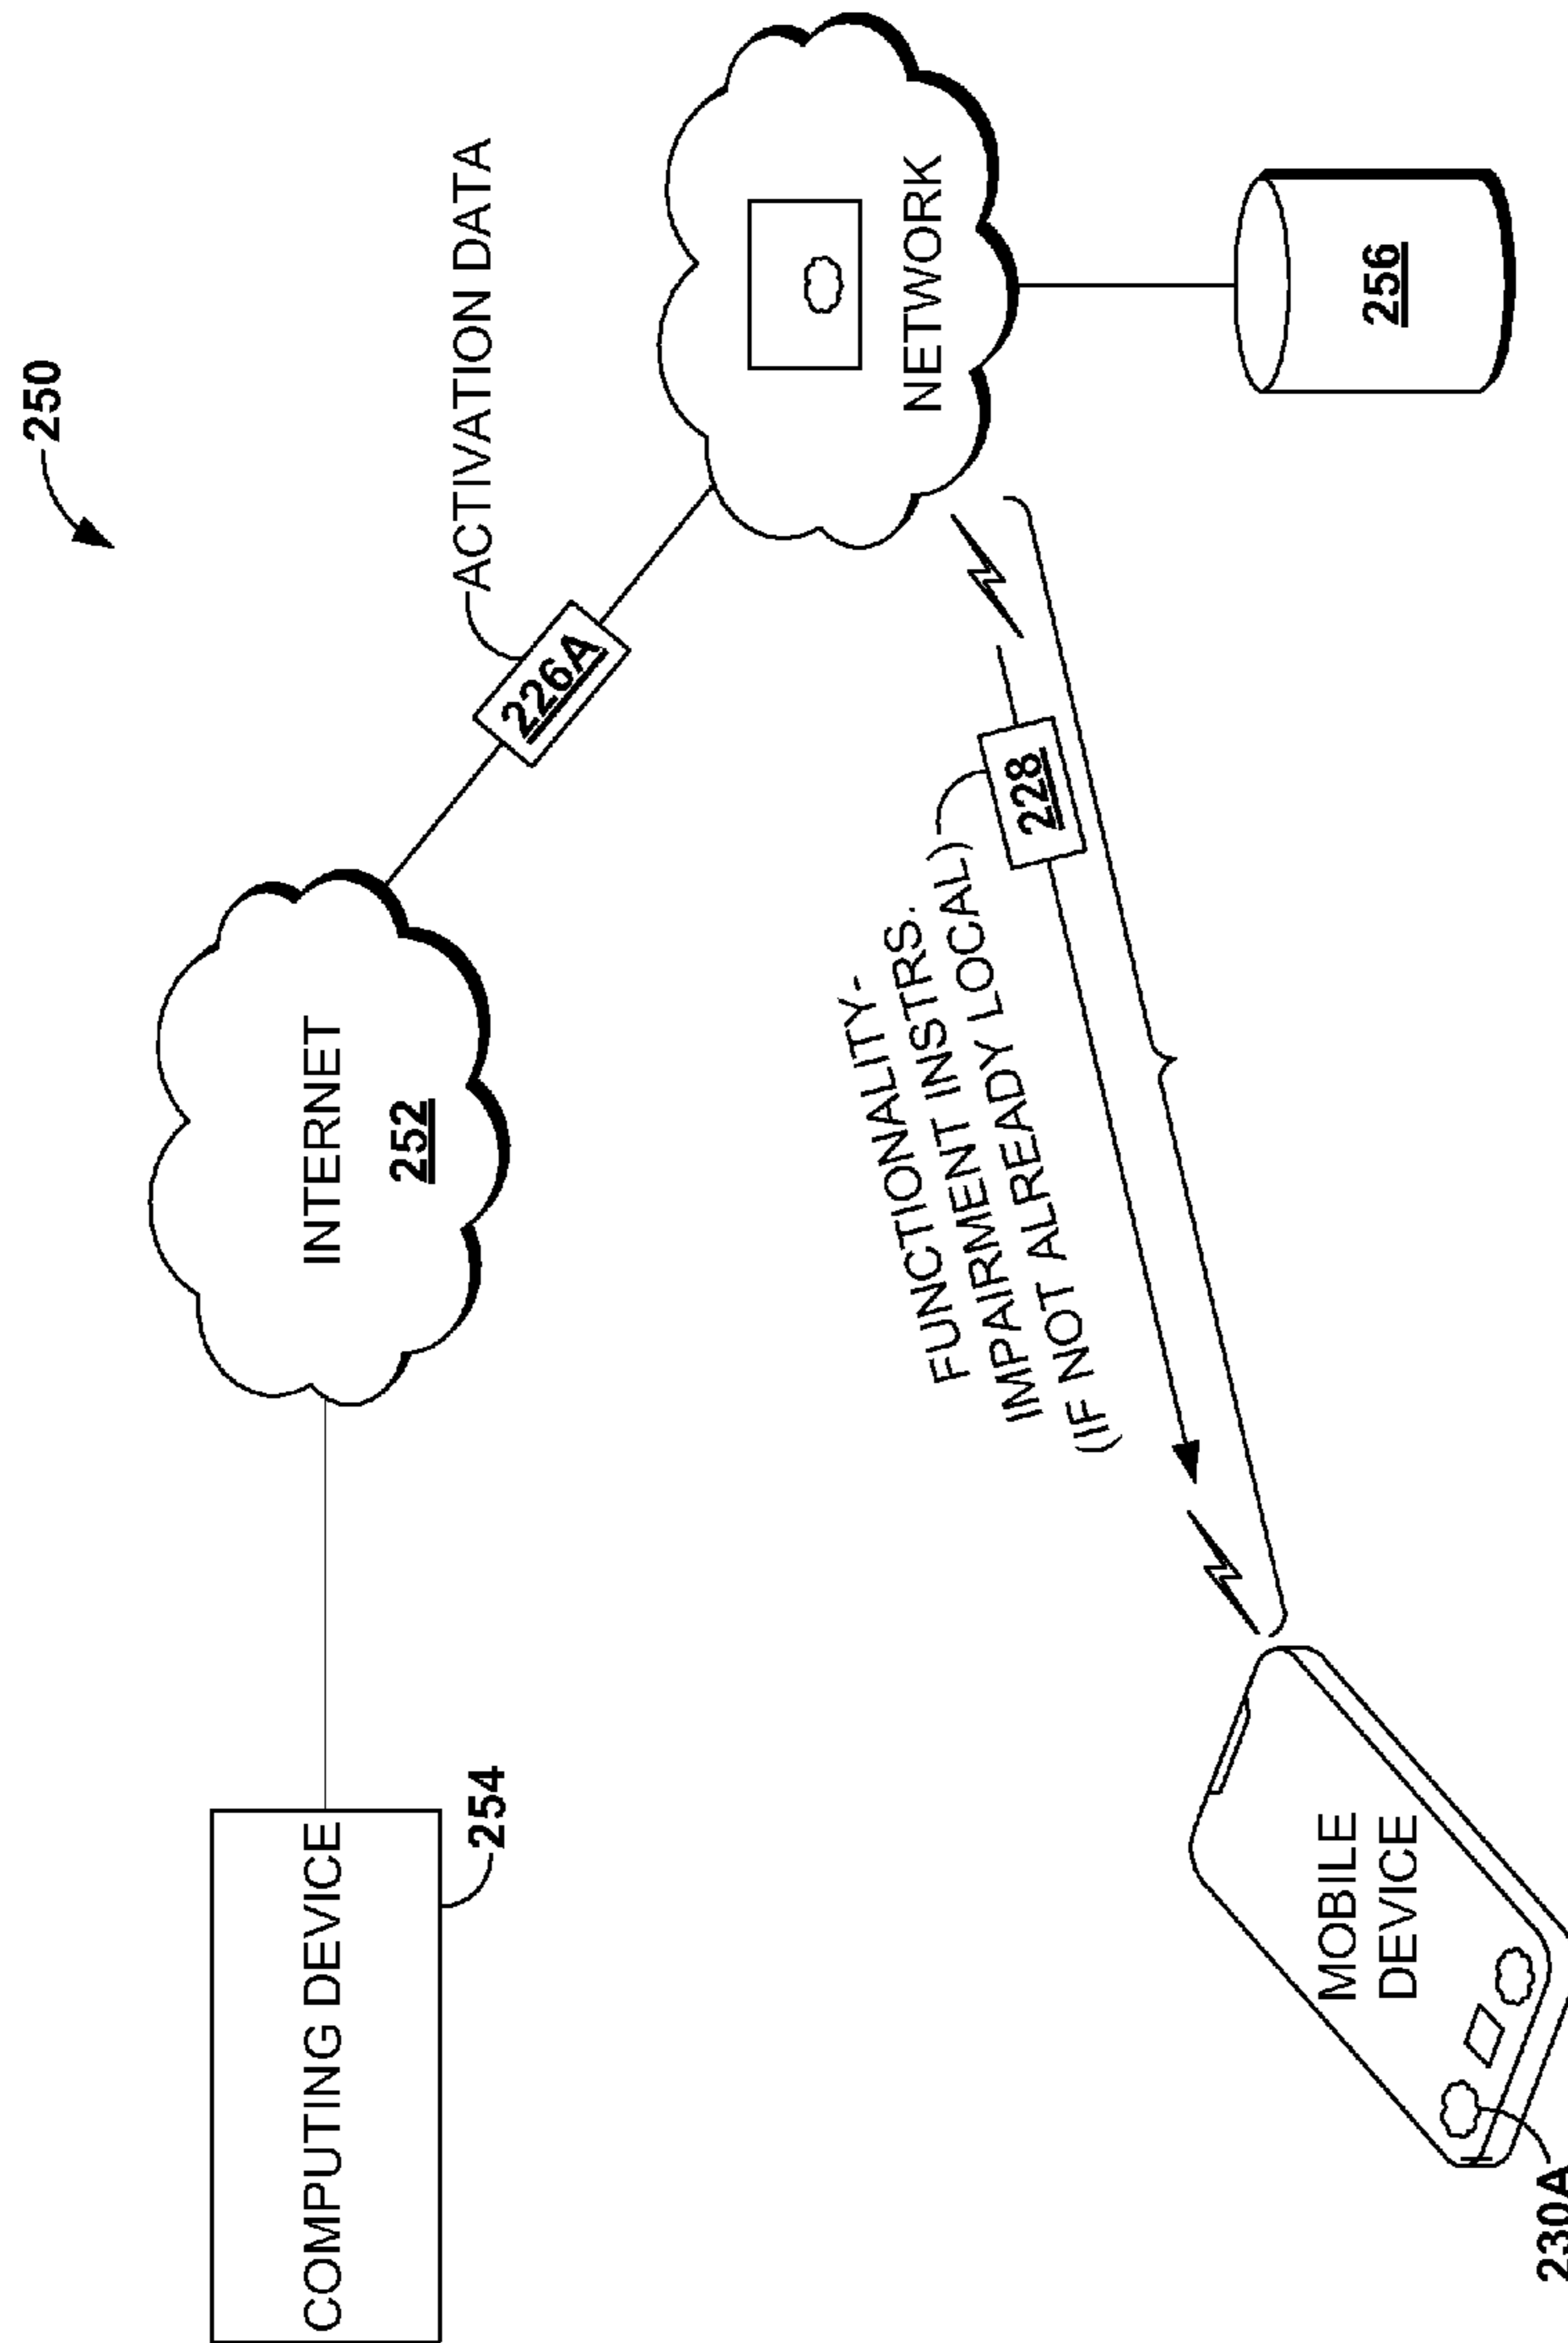 250
COMPUTING DEVICE
254
INTERNET
252
226A
ACTIVATION DATA
NETWORK
FUNCTIONALITY-
IMPAIRMENT INSTRS.
(IF NOT ALREADY LOCAL)
228
256
MOBILE
DEVICE
230A